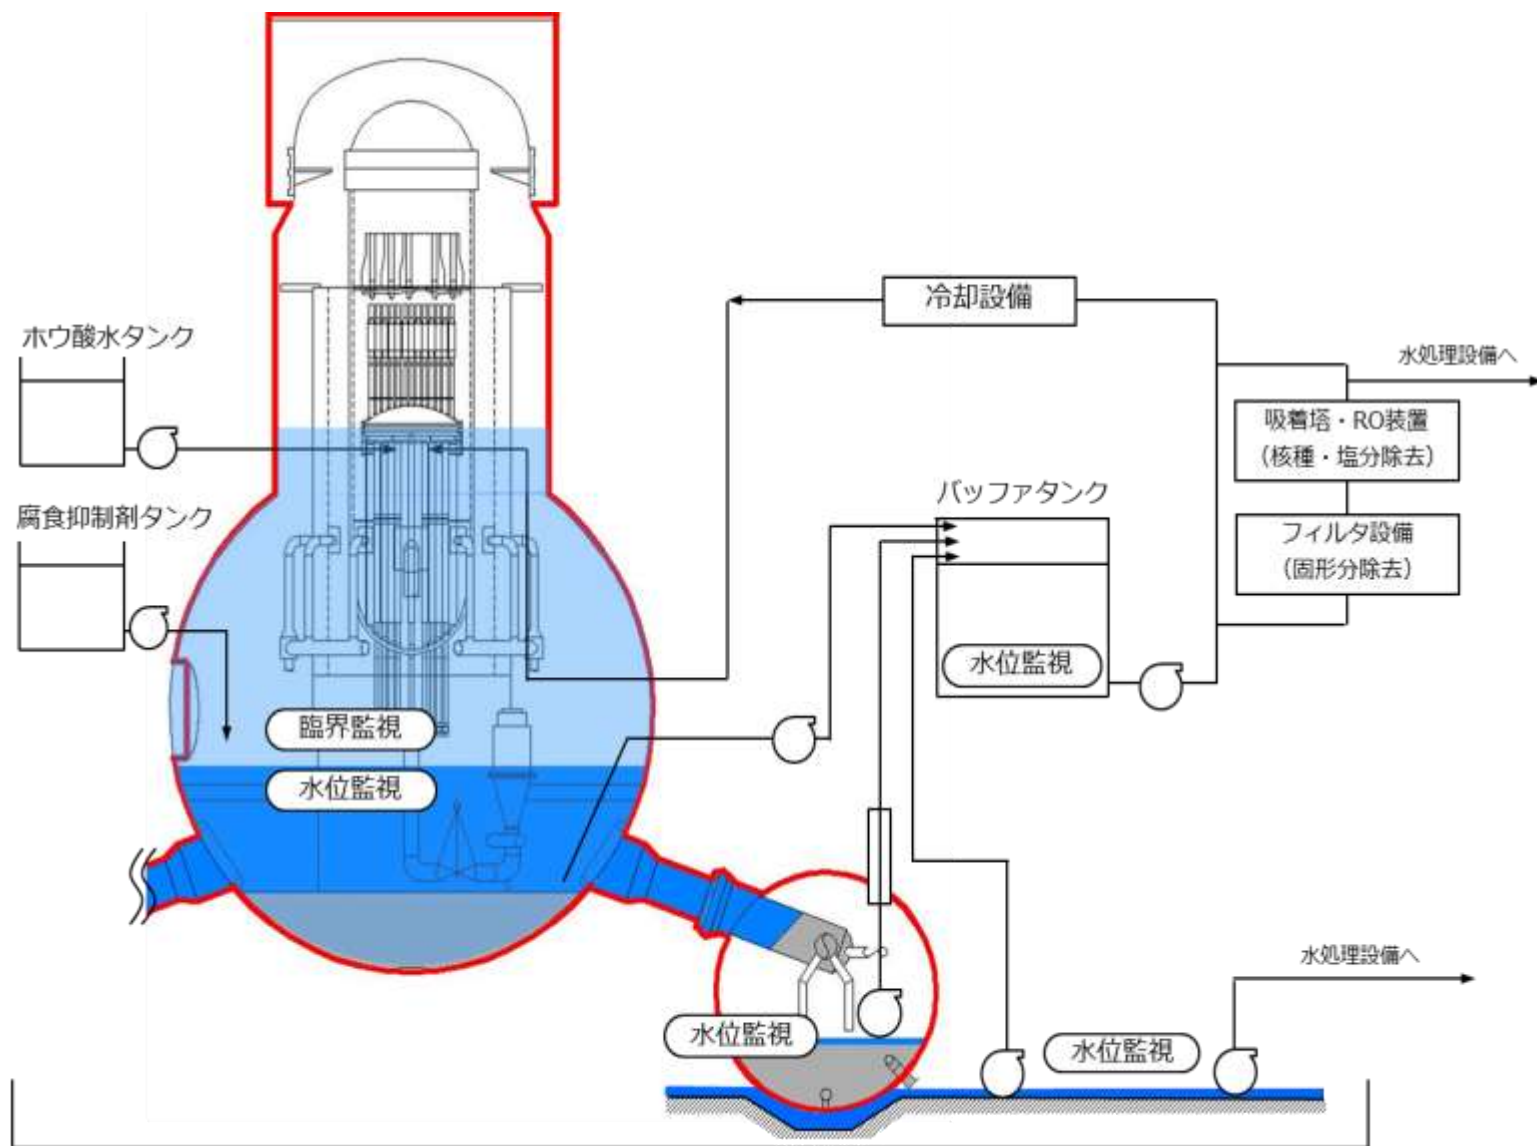 冷却設備
ホウ酸水タンク
水処理設備へ
吸着塔・RO装置
（核種・塩分除去）
バッファタンク
腐食抑制剤タンク
フィルタ設備
（固形分除去）
水位監視
臨界監視
水位監視
水処理設備へ
水位監視
水位監視